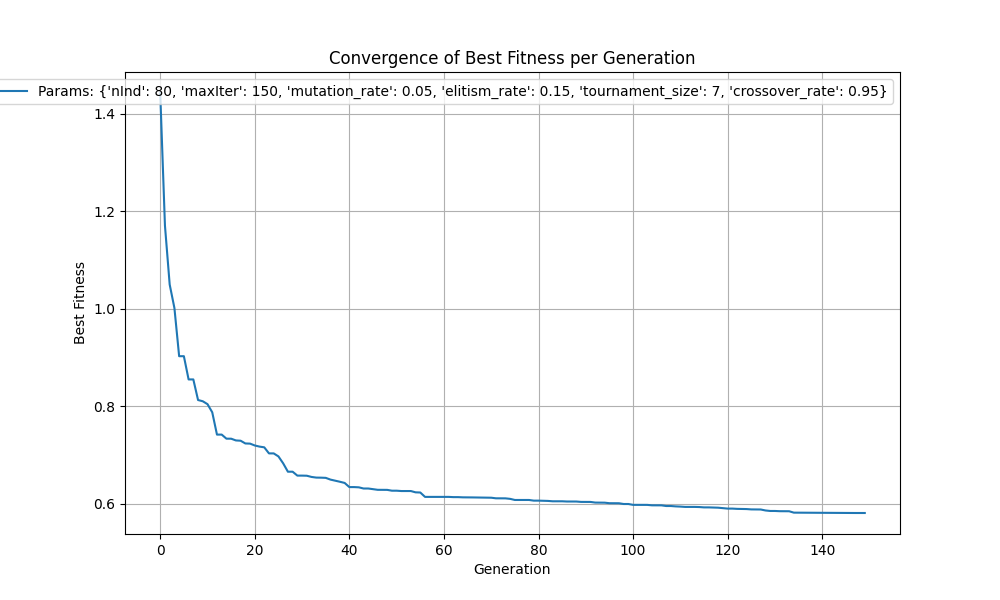 Convergence of Best Fitness per Generation
Params: {'nInd': 80, 'maxIter': 150, 'mutation_rate': 0.05, 'elitism_rate': 0.15, 'tournament_size': 7, 'crossover_rate': 0.95}
1.4
1.2
1.0
0.8
0.6
Best Fitness
0 20 40 60 80 100 120 140
Generation